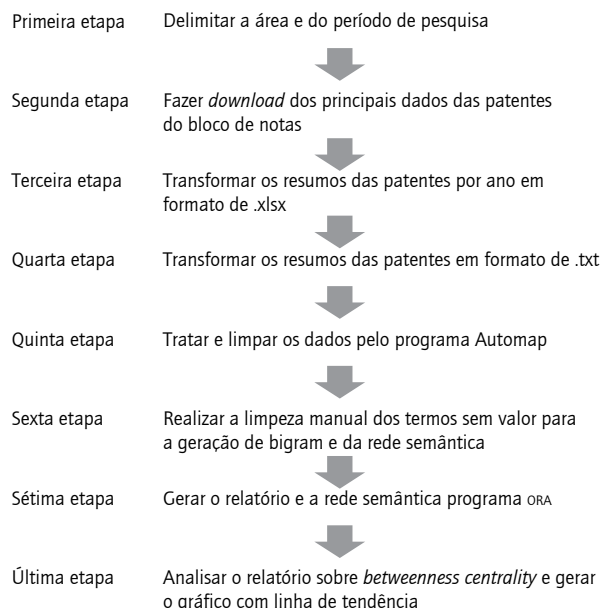 Primeira etapa Delimitar a área e do período de pesquisa
Segunda etapa Fazer download dos principais dados das patentes
do bloco de notas
Terceira etapa Transformar os resumos das patentes por ano em
formato de .xlsx
Quarta etapa Transformar os resumos das patentes em formato de .txt
Quinta etapa Tratar e limpar os dados pelo programa Automap
Sexta etapa Realizar a limpeza manual dos termos sem valor para
a geração de bigram e da rede semântica
Sétima etapa Gerar o relatório e a rede semântica programa ORA
Última etapa Analisar o relatório sobre betweenness centrality e gerar
o gráfico com linha de tendência